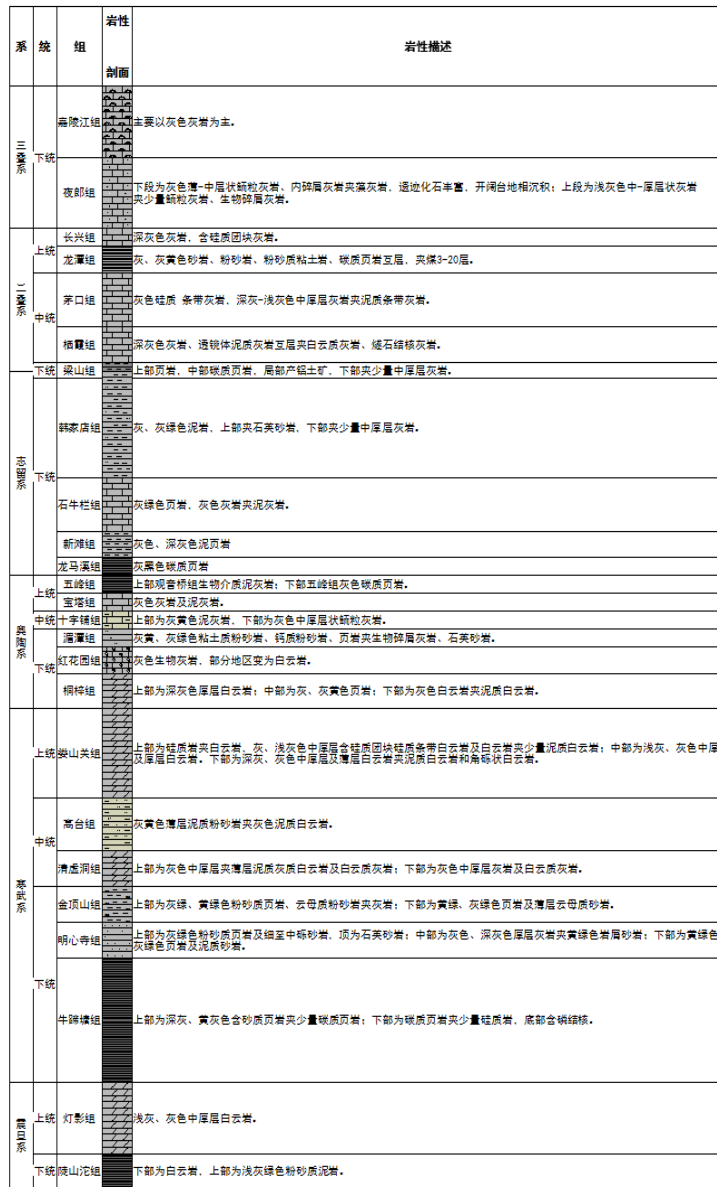 系 统 组 岩性剖面 岩性描述
三叠系
下统
嘉陵江组 主要以灰色灰岩为主。
夜郎组 下段为灰色薄-中层状鲕粒灰岩、内碎屑灰岩夹藻灰岩，遗迹化石丰富，开阔台地相沉积；上段为浅灰色中-厚层状灰岩
夹少量鲕粒灰岩、生物碎屑灰岩。
二叠系
上统
长兴组 深灰色灰岩，含硅质团块灰岩。
龙潭组 灰、灰黄色砂岩、粉砂岩、粉砂质粘土岩、碳质页岩互层，夹煤3-20层。
中统
茅口组 灰色硅质 条带灰岩，深灰-浅灰色中厚层灰岩夹泥质条带灰岩。
栖霞组 深灰色灰岩、透镜体泥质灰岩互层夹白云质灰岩、燧石结核灰岩。
下统 梁山组 上部页岩，中部碳质页岩，局部产铝土矿，下部夹少量中厚层灰岩。
志留系
下统
韩家店组 灰、灰绿色泥岩，上部夹石英砂岩，下部夹少量中厚层灰岩。
石牛栏组 灰绿色页岩，灰色灰岩夹泥灰岩。
新滩组 灰色、深灰色泥页岩
龙马溪组 灰黑色碳质页岩
奥陶系
上统
五峰组 上部观音桥组生物介质泥灰岩；下部五峰组灰色碳质页岩。
宝塔组 灰色灰岩及泥灰岩。
中统 十字铺组 上部为灰黄色泥灰岩，下部为灰色中厚层状鲕粒灰岩。
下统
湄潭组 灰黄、灰绿色粘土质粉砂岩、钙质粉砂岩、页岩夹生物碎屑灰岩、石英砂岩。
红花园组 灰色生物灰岩，部分地区变为白云岩。
桐梓组 上部为深灰色厚层白云岩；中部为灰、灰黄色页岩；下部为灰色白云岩夹泥质白云岩。
寒武系
上统
娄山关组 上部为硅质岩夹白云岩，灰、浅灰色中厚层含硅质团块硅质条带白云岩及白云岩夹少量泥质白云岩；中部为浅灰、灰色中厚
及厚层白云岩。下部为深灰、灰色中厚层及薄层白云岩夹泥质白云岩和角砾状白云岩。
中统
高台组 灰黄色薄层泥质粉砂岩夹灰色泥质白云岩。
清虚洞组 上部为灰色中厚层夹薄层泥质灰质白云岩及白云质灰岩；下部为灰色中厚层灰岩及白云质灰岩。
下统
金顶山组 上部为灰绿、黄绿色粉砂质页岩、云母质粉砂岩夹灰岩；下部为黄绿、灰绿色页岩及薄层云母质砂岩。
明心寺组 上部为灰绿色粉砂质页岩及细至中砾砂岩，顶为石英砂岩；中部为灰色、深灰色厚层灰岩夹黄绿色岩屑砂岩；下部为黄绿色
灰绿色页岩及泥质砂岩。
牛蹄塘组 上部为深灰、黄灰色含砂质页岩夹少量碳质页岩；下部为碳质页岩夹少量硅质岩，底部含磷结核。
震旦系
上统 灯影组 浅灰、灰色中厚层白云岩。
下统 陡山沱组 下部为白云岩，上部为浅灰绿色粉砂质泥岩。